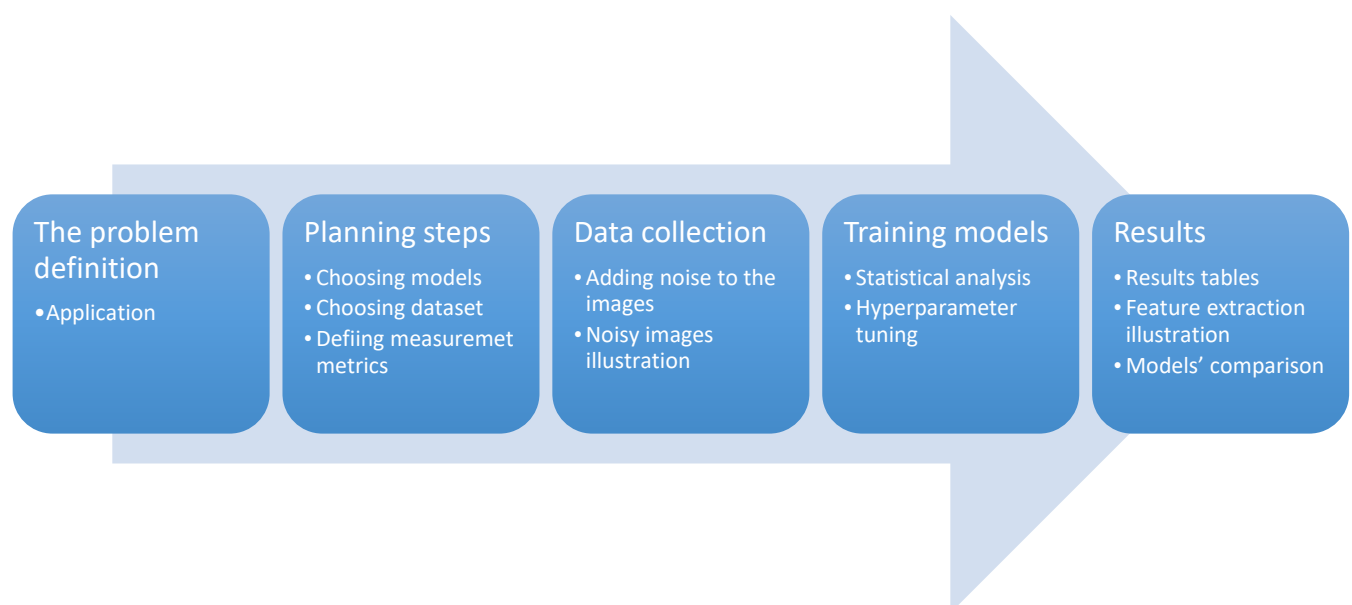 The problem
definition
•Application
Planning steps
• Choosing models
• Choosing dataset
• Defiing measuremet
metrics
Data collection
• Adding noise to the
images
• Noisy images
illustration
Training models
• Statistical analysis
• Hyperparameter
tuning
Results
• Results tables
• Feature extraction
illustration
• Models’ comparison